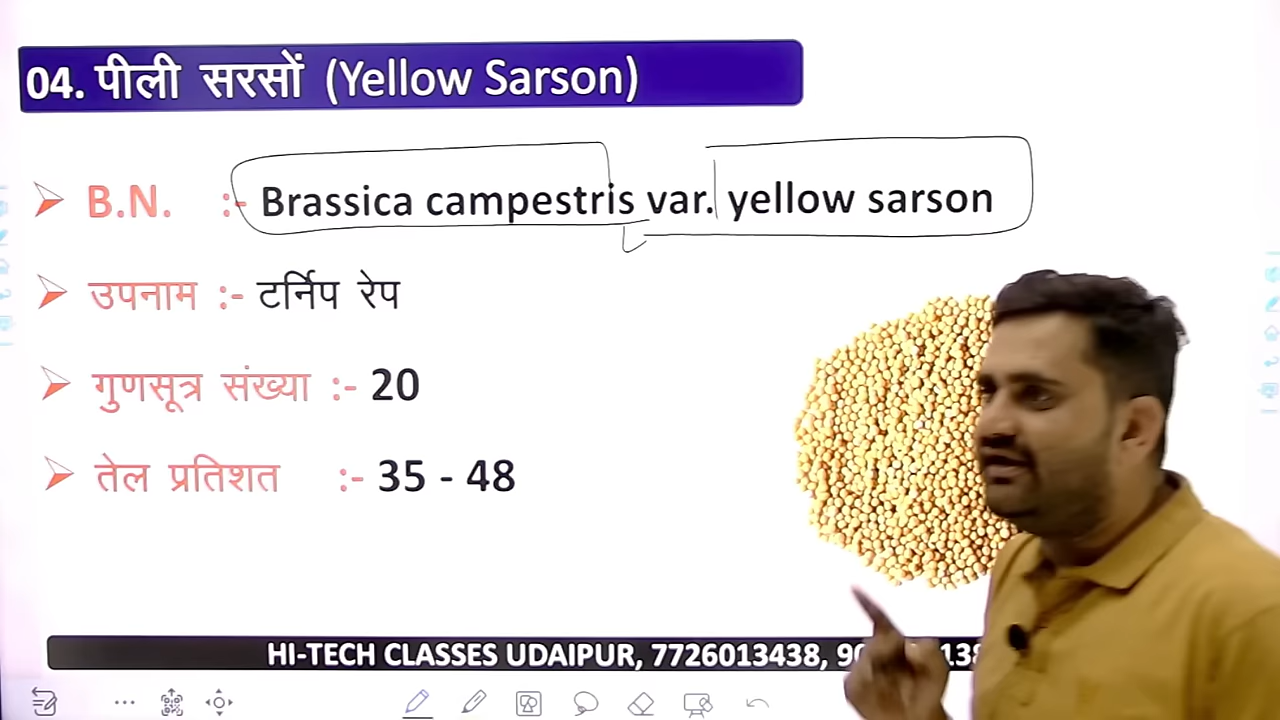 04. पीली सरसों (Yellow Sarson)
B.N. :- Brassica campestris var. yellow sarson
उपनाम :- टर्निप रेप
गुणसूत्र संख्या :- 20
तेल प्रतिशत :- 35 - 48
HI-TECH CLASSES UDAIPUR, 7726013438,